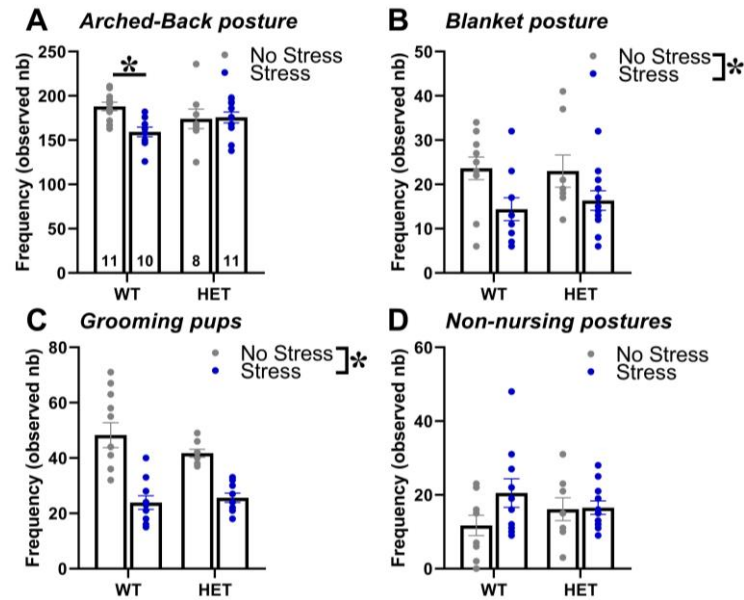 A Arched-Back posture
Frequency (observed nb)
250
200
150
100
50
0
*
No Stress
Stress
11 10 8 11
WT HET
B Blanket posture
Frequency (observed nb)
50
40
30
20
10
0
No Stress
Stress
*
WT HET
C Grooming pups
Frequency (observed nb)
80
60
40
20
0
No Stress
Stress
*
WT HET
D Non-nursing postures
Frequency (observed nb)
60
40
20
0
No Stress
Stress
WT HET